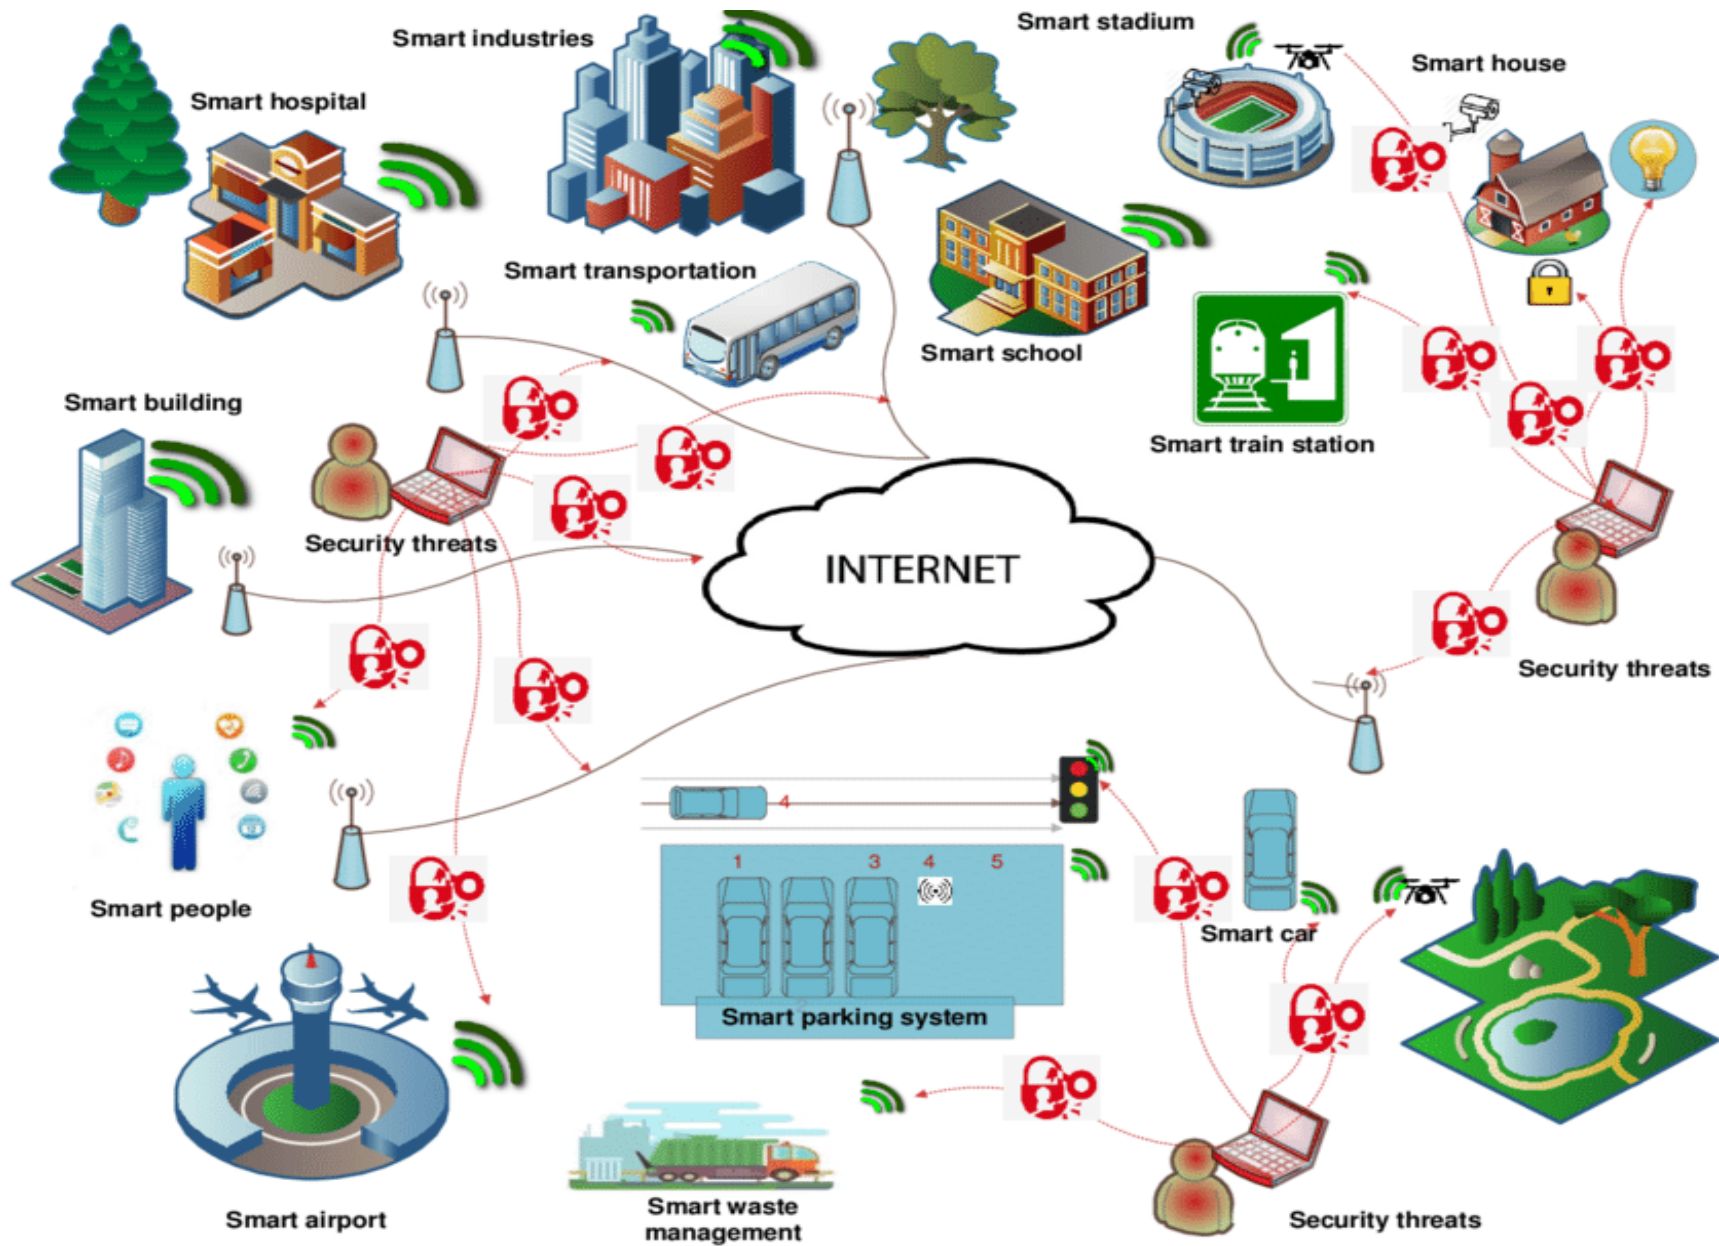 Smart stadium
Smart industries
Smart house
Smart hospital
Smart transportation
Smart school
Smart building
Smart train station
Security threats
INTERNET
Security threats
4
1
3
4
5
Smart people
Smart car
Smart parking system
Smart waste
management
Smart airport
Security threats